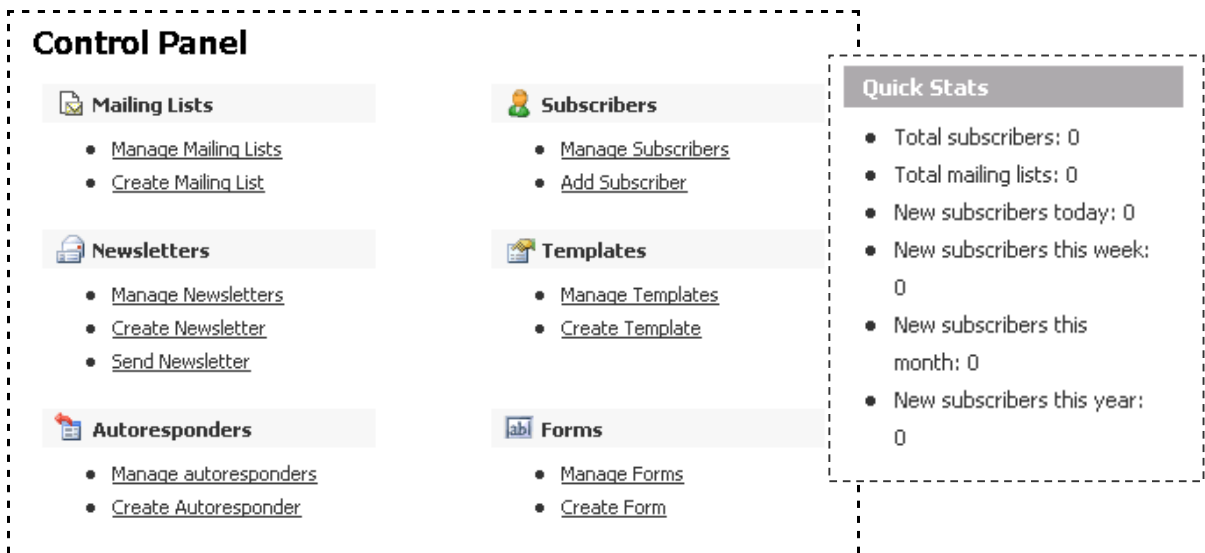 Control Panel
Mailing Lists
Manage Mailing Lists
Create Mailing List
Subscribers
Manage Subscribers
Add Subscriber
Newsletters
Manage Newsletters
Create Newsletter
Send Newsletter
Templates
Manage Templates
Create Template
Autoresponders
Manage autoresponders
Create Autoresponder
abl Forms
Manage Forms
Create Form
Quick Stats
Total subscribers: 0
Total mailing lists: 0
New subscribers today: 0
New subscribers this week:
0
New subscribers this
month: 0
New subscribers this year:
0